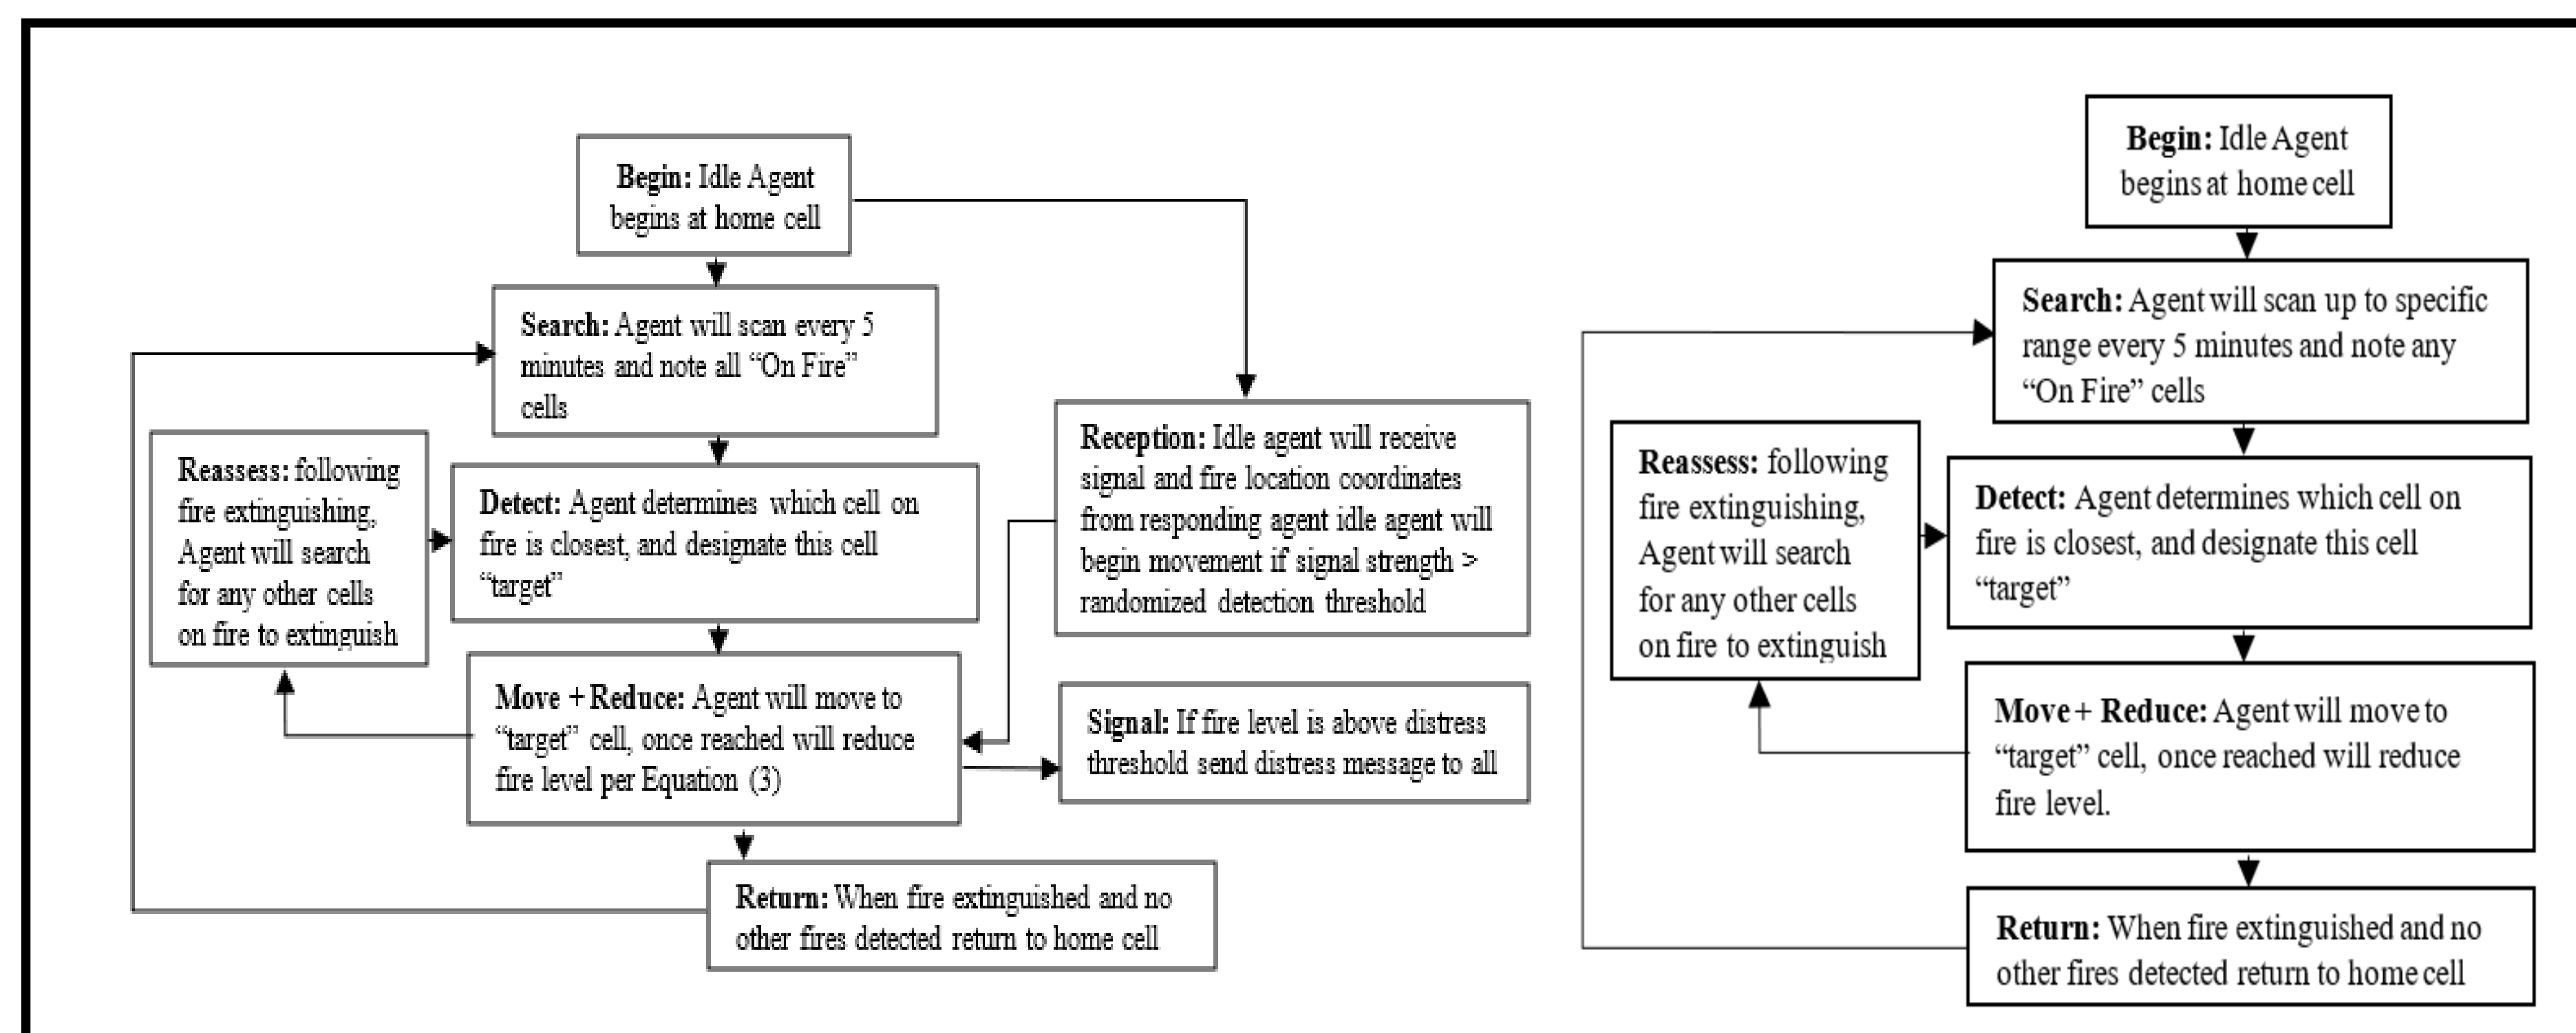 Begin: Idle Agent
begins at home cell
Search: Agent will scan every 5
minutes and note all “On Fire”
cells
Reassess: following
fire extinguishing,
Agent will search
for any other cells
on fire to extinguish
Detect: Agent determines which cell on
fire is closest, and designate this cell
“target”
Reception: Idle agent will receive
signal and fire location coordinates
from responding agent idle agent will
begin movement if signal strength >
randomized detection threshold
Move + Reduce: Agent will move to
“target” cell, once reached will reduce
fire level per Equation (3)
Signal: If fire level is above distress
threshold send distress message to all
Return: When fire extinguished and no
other fires detected return to home cell
Begin: Idle Agent
begins at home cell
Search: Agent will scan up to specific
range every 5 minutes and note any
“On Fire” cells
Reassess: following
fire extinguishing,
Agent will search
for any other cells
on fire to extinguish
Detect: Agent determines which cell on
fire is closest, and designate this cell
“target”
Move + Reduce: Agent will move to
“target” cell, once reached will reduce
fire level.
Return: When fire extinguished and no
other fires detected return to home cell